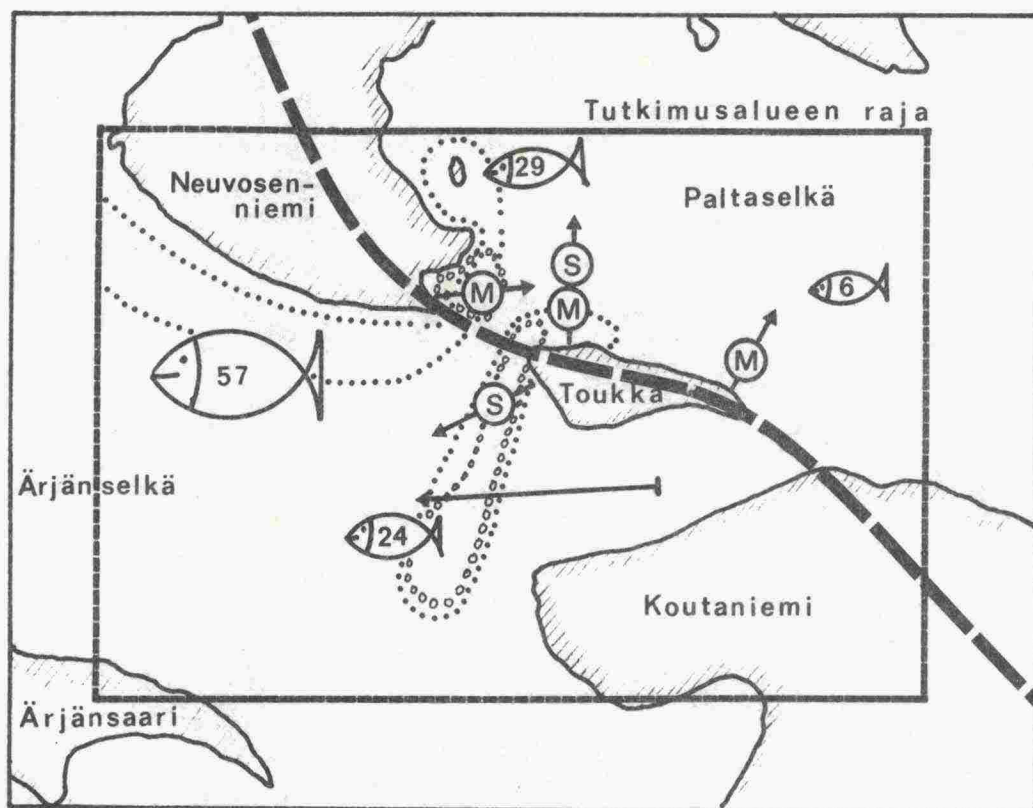 Tutkimusalueen raja
29
Neuvosen-
niemi
Paltaselkä
S
M
M
6
M
57
Toukka
S
Ärjänselkä
24
Koutaniemi
Ärjänsaari